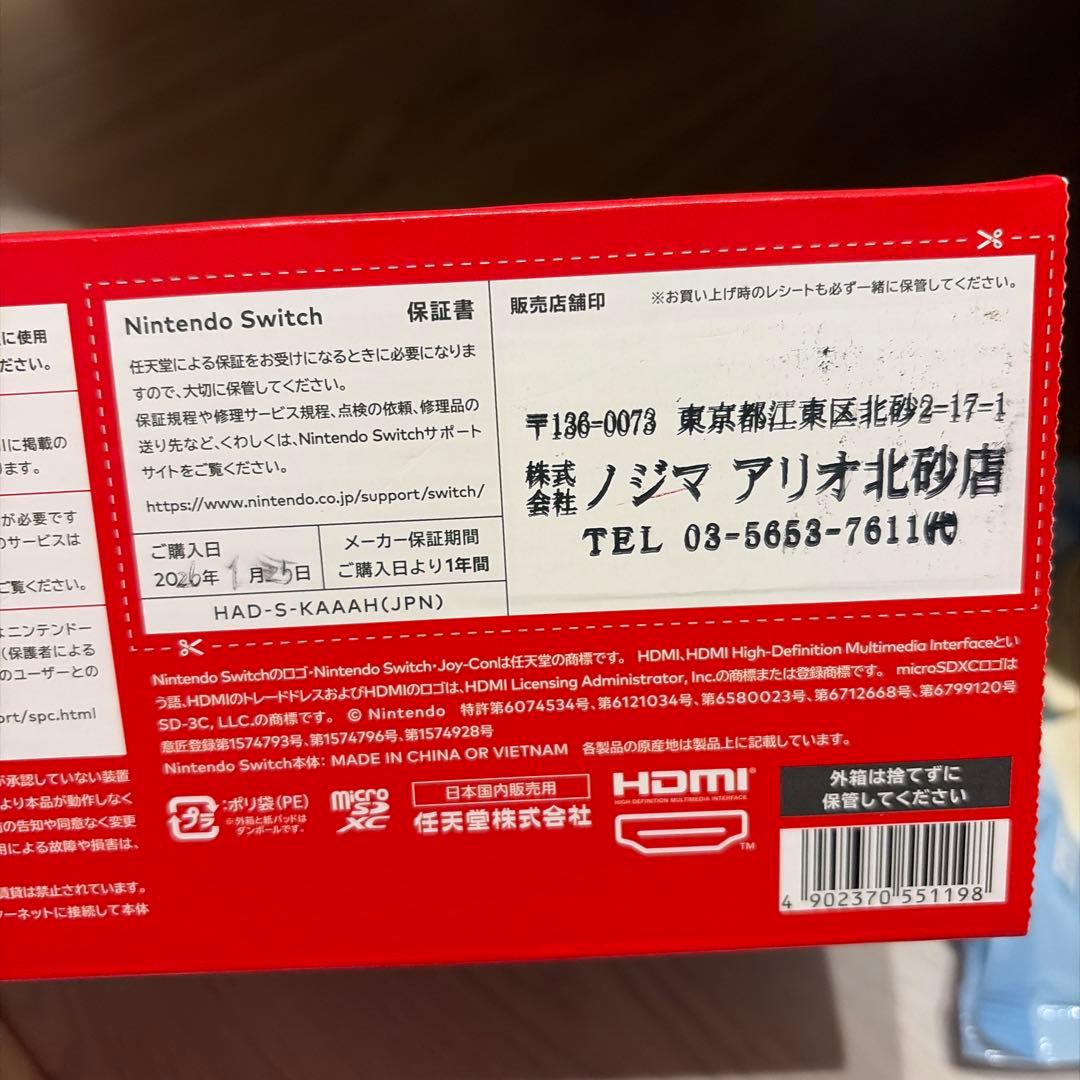 に使用
ださい。
に掲載の
ます。
が必要です
のサービスは
ご覧ください。
ニンテンドー
(保護者による
のユーザーとの
ort/spc.html
が承認していない装置
より本品が動作しなく
の告知や同意なく変更
用による故障や損害は、
賃貸は禁止されています。
ーネットに接続して本体
Nintendo Switch 保証書
任天堂による保証をお受けになるときに必要になりま
すので、大切に保管してください。
保証規程や修理サービス規程、点検の依頼、修理品の
送り先など、くわしくは、Nintendo Switchサポート
サイトをご覧ください。
https://www.nintendo.co.jp/support/switch/
ご購入日
2026年 1月25日
メーカー保証期間
ご購入日より1年間
HAD-S-KAAAH(JPN)
販売店舗印 ※お買い上げ時のレシートも必ず一緒に保管してください。
〒136-0073 東京都江東区北砂2-17-1
株式会社 ノジマ アリオ北砂店
TEL 03-5653-7611代
Nintendo Switchのロゴ・Nintendo Switch・Joy-Conは任天堂の商標です。 HDMI、HDMI High-Definition Multimedia Interfaceとい
う語、HDMIのトレードドレスおよびHDMIのロゴは、HDMI Licensing Administrator, Inc.の商標または登録商標です。 microSDXCロゴは
SD-3C, LLC.の商標です。 © Nintendo 特許第6074534号、第6121034号、第6580023号、第6712668号、第6799120号
意匠登録第1574793号、第1574796号、第1574928号
Nintendo Switch本体: MADE IN CHINA OR VIETNAM 各製品の原産地は製品上に記載しています。
プラ
:ポリ袋(PE)
※外箱と紙パッドは
ダンボールです。
micro
SD
XC
日本国内販売用
任天堂株式会社
HDMI®
HIGH-DEFINITION MULTIMEDIA INTERFACE
TM
外箱は捨てずに
保管してください
4 902370 551198